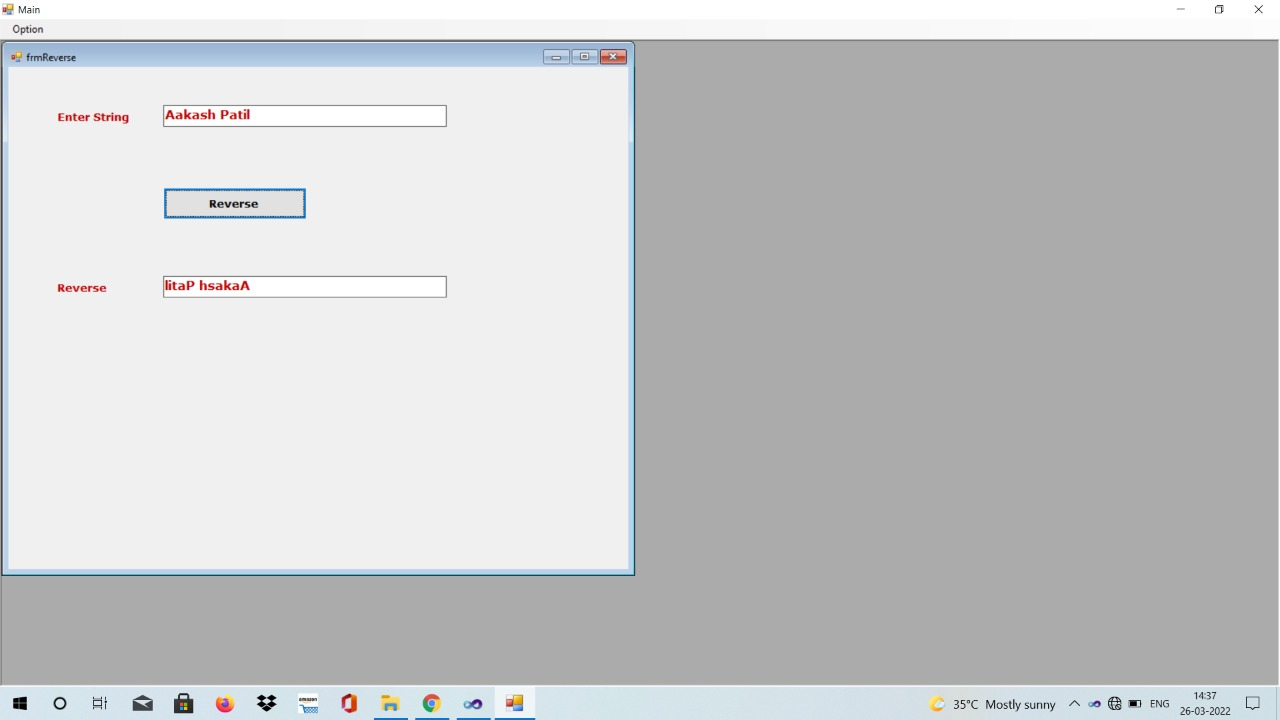 Main
Option
frmReverse
Enter String Aakash Patil
Reverse
Reverse litaP hsakaA
amazon
35°C Mostly sunny ENG 14:37
26-03-2022